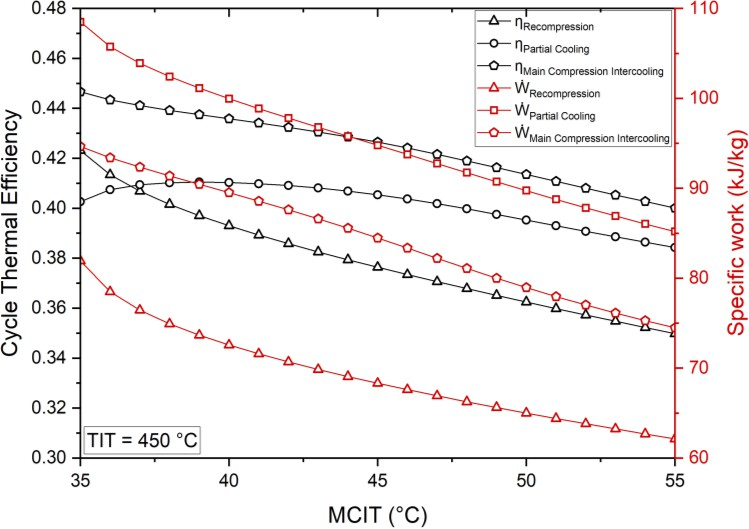 0.48
0.46
0.44
0.42
0.40
0.38
0.36
0.34
0.32
0.30
Cycle Thermal Efficiency
35
40
45
50
55
MCIT (°C)
110
100
90
80
70
60
Specific work (kJ/kg)
ηRecompression
ηPartial Cooling
ηMain Compression Intercooling
ẆRecompression
ẆPartial Cooling
ẆMain Compression Intercooling
TIT = 450 °C